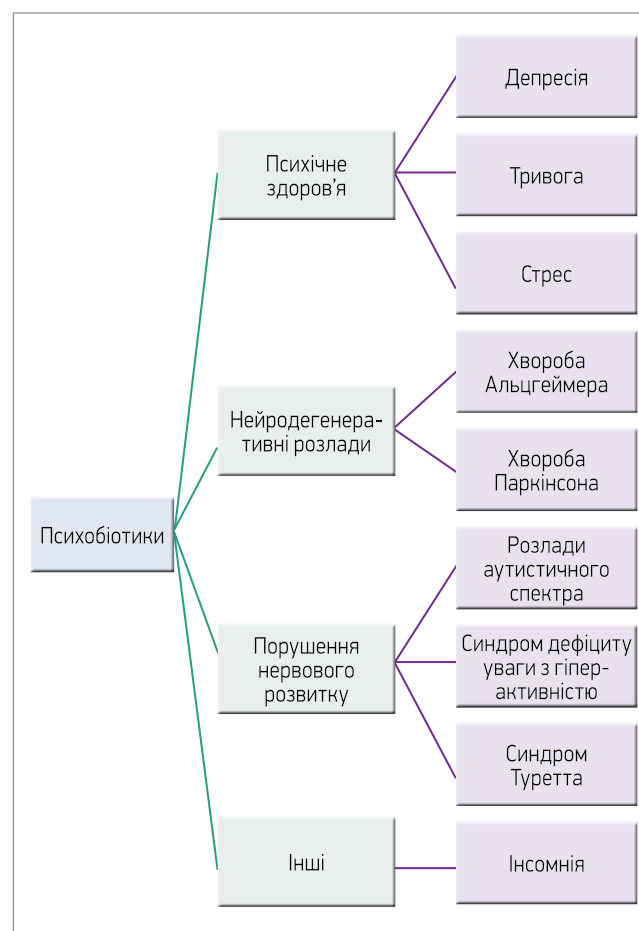 Психобіотики
Психічне
здоров’я
Депресія
Тривога
Стрес
Нейродегенера-
тивні розлади
Хвороба
Альцгеймера
Хвороба
Паркінсона
Порушення
нервового
розвитку
Розлади
аутистичного
спектра
Синдром дефіциту
уваги з гіпер-
активністю
Синдром
Туретта
Інші
Інсомнія